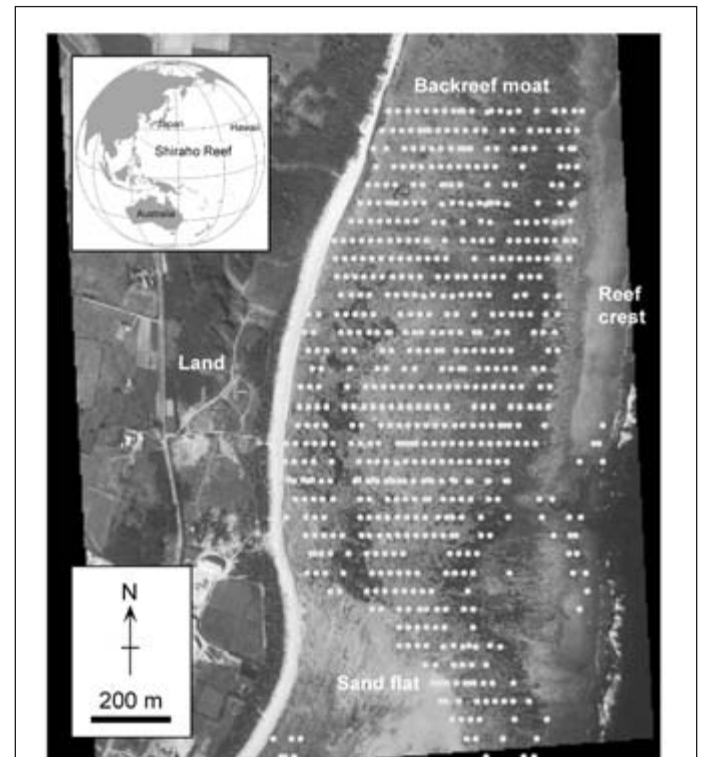 Backreef moat
Japan
Hawaii
Shiraho Reef
Australia
Reef
crest
Land
N
200 m
Sand flat